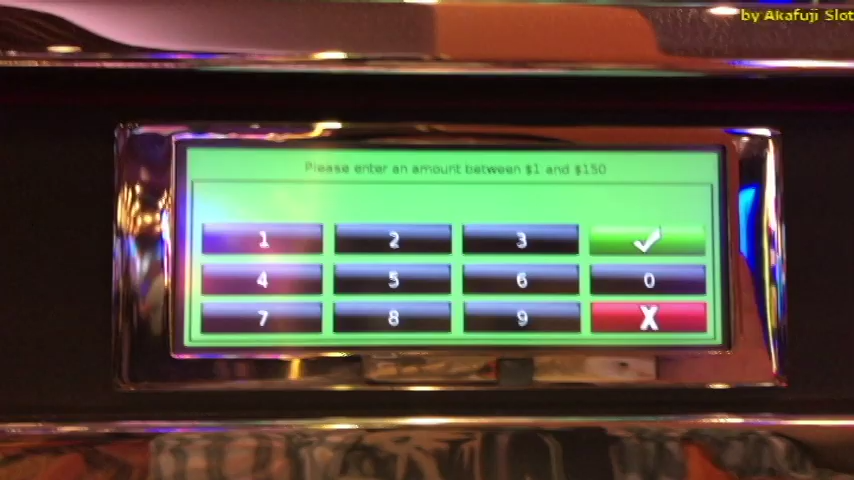 by Akafuji Slot
Please enter an amount between $1 and $150
1 2 3
4 5 6 0
7 8 9 X